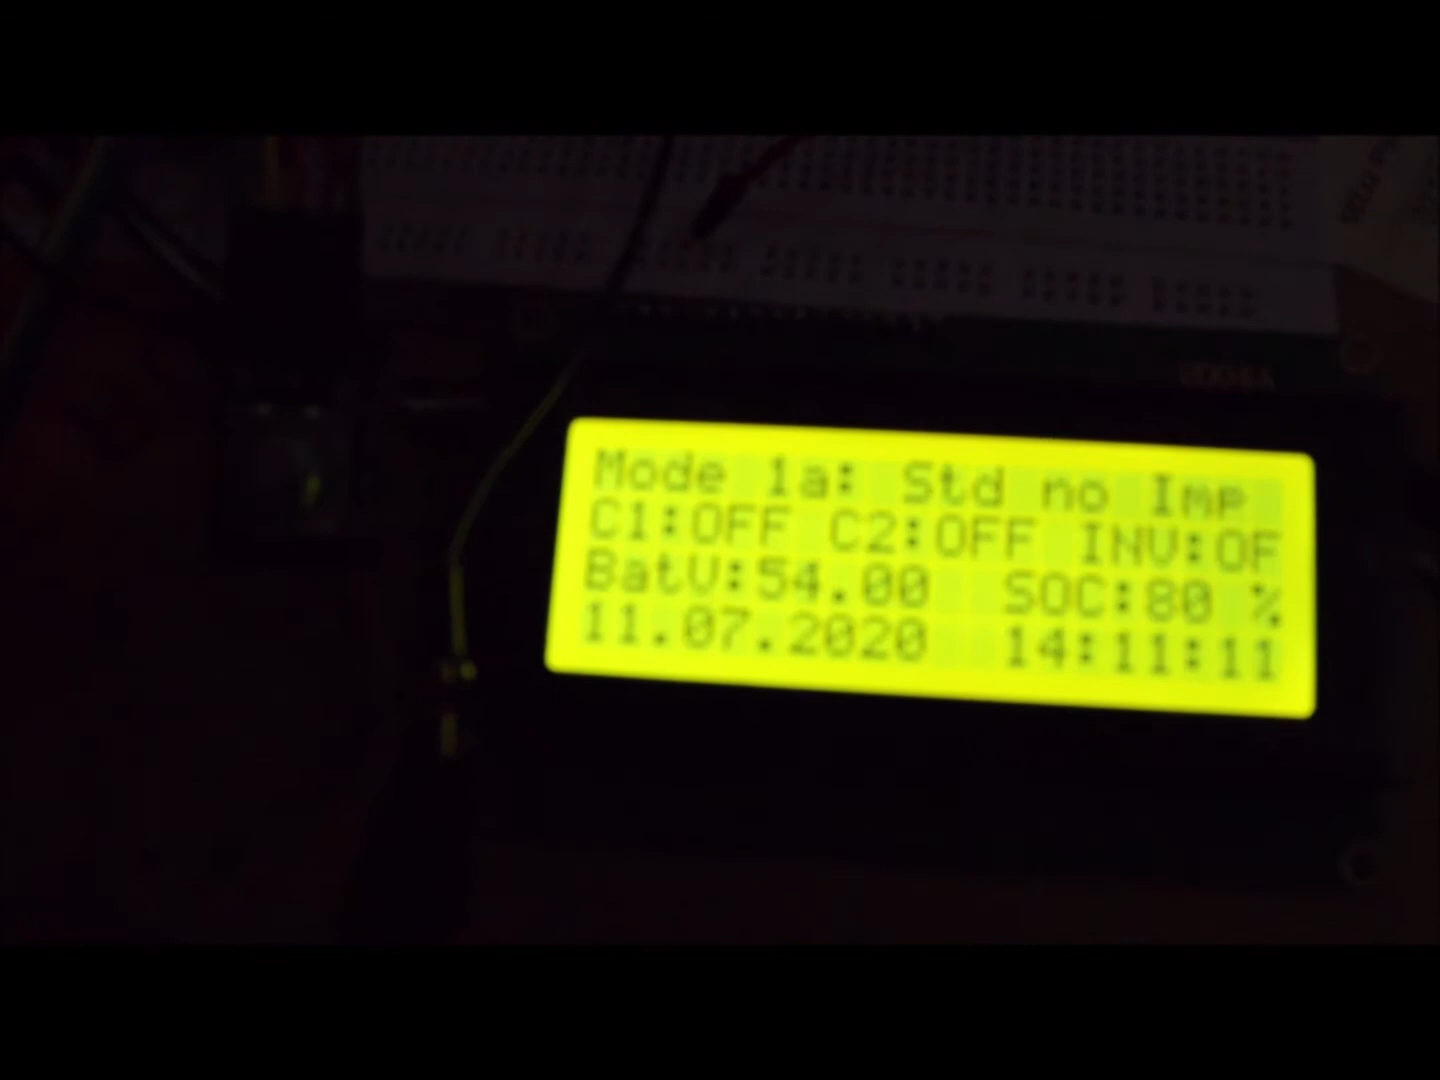 Mode 1a: Std no Imp
C1:OFF C2:OFF INV:OF
BatV:54.00 SOC:80 %
11.07.2020 14:11:11